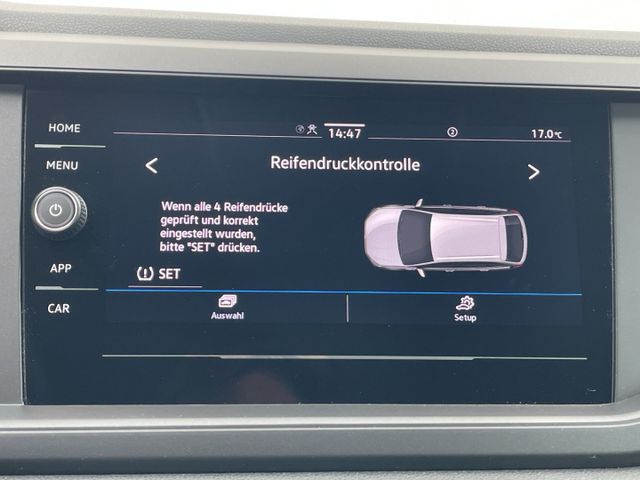 HOME
MENU
APP
CAR
14:47
2
17.0°C
Reifendruckkontrolle
Wenn alle 4 Reifendrücke
geprüft und korrekt
eingestellt wurden,
bitte "SET" drücken.
SET
Auswahl
Setup